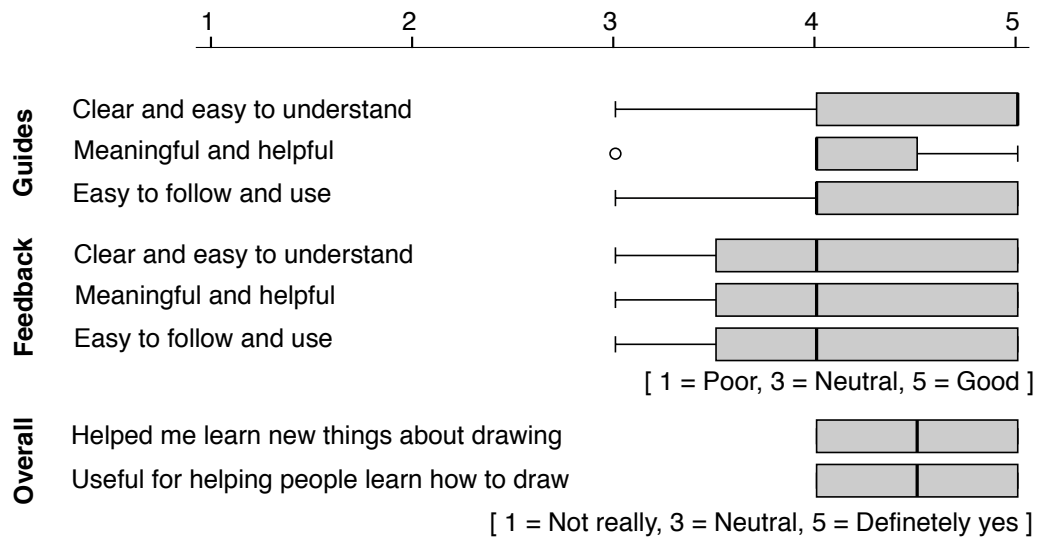 1 2 3 4 5
Guides
Clear and easy to understand
Meaningful and helpful
Easy to follow and use
Feedback
Clear and easy to understand
Meaningful and helpful
Easy to follow and use
[ 1 = Poor, 3 = Neutral, 5 = Good ]
Overall
Helped me learn new things about drawing
Useful for helping people learn how to draw
[ 1 = Not really, 3 = Neutral, 5 = Definetely yes ]